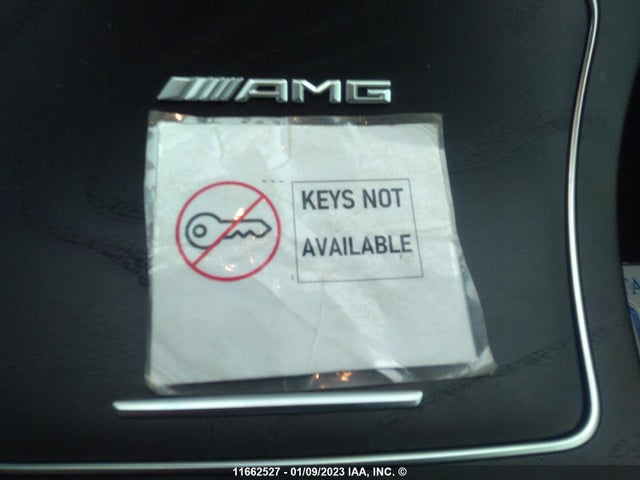 AMG
KEYS NOT
AVAILABLE
11662527 - 01/09/2023 IAA, INC. ©